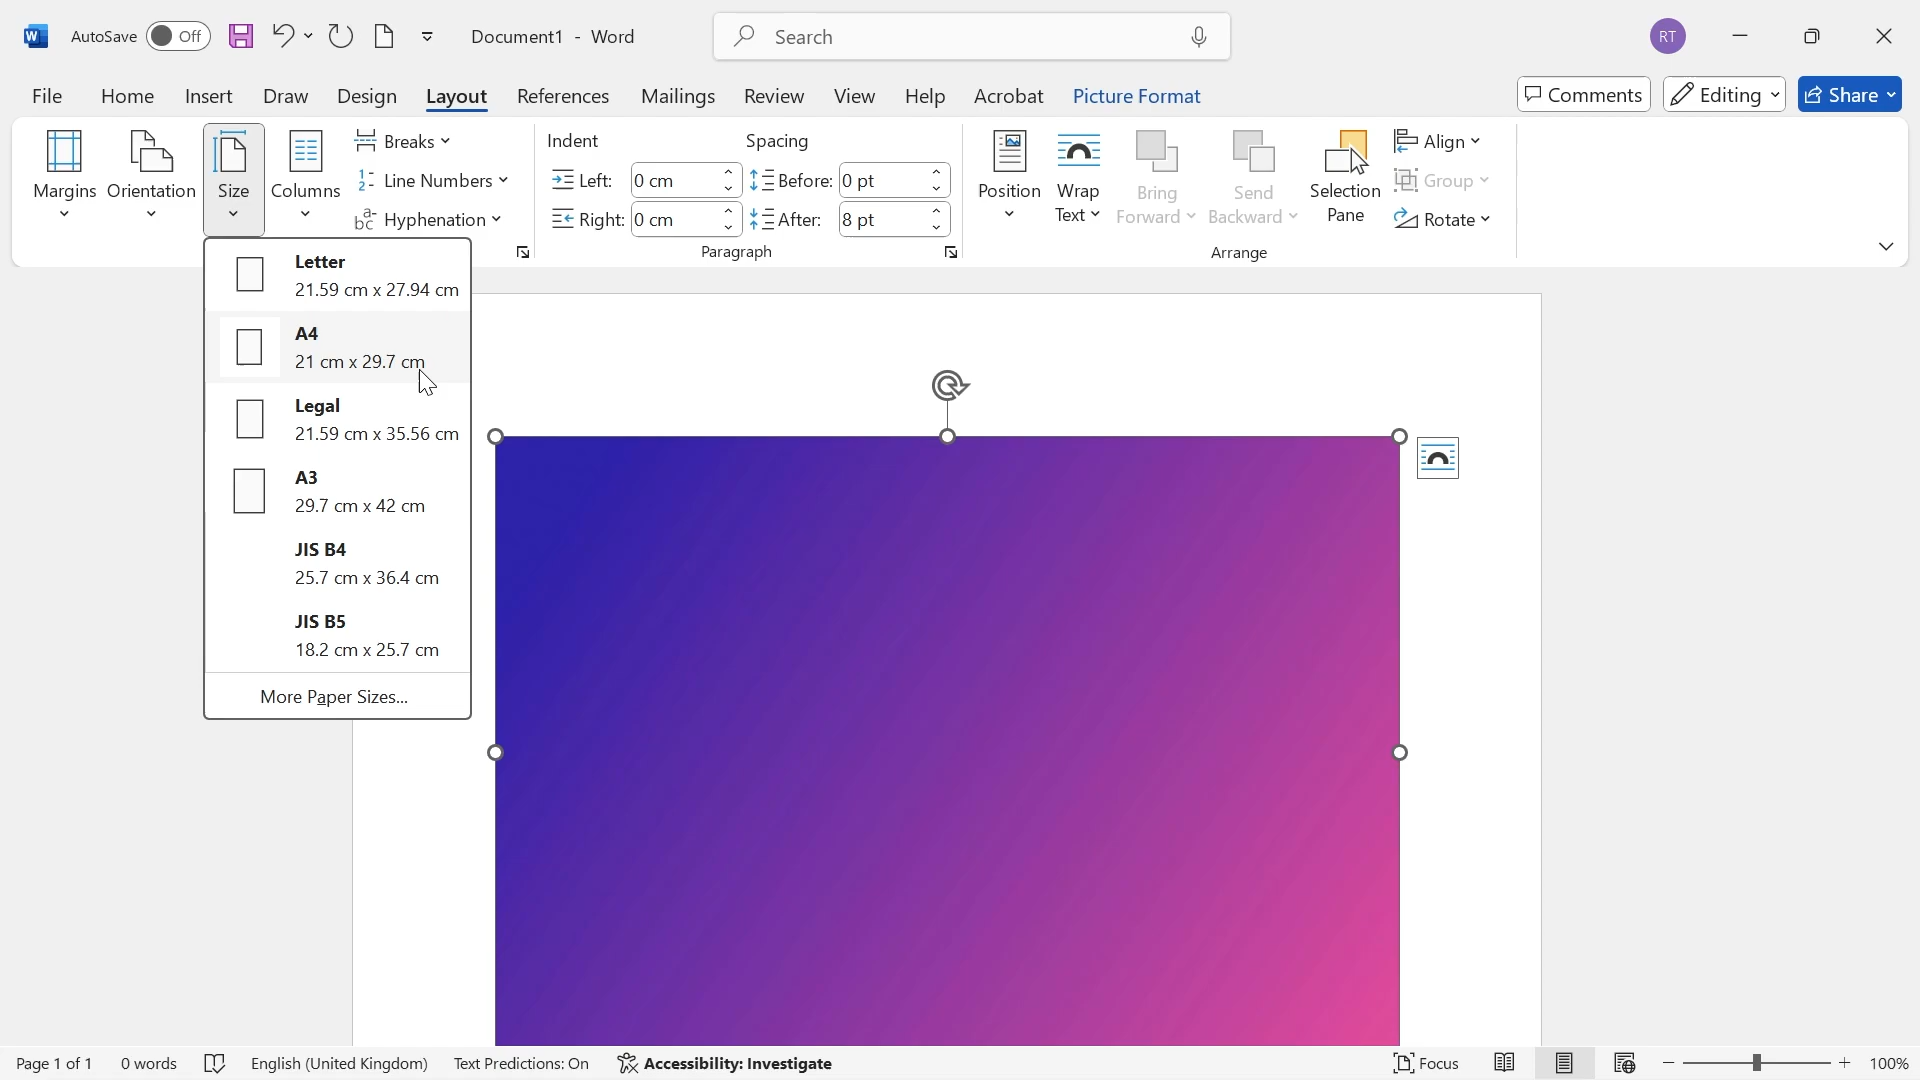 W AutoSave Off Document1 - Word Search RT
File Home Insert Draw Design Layout References Mailings Review View Help Acrobat Picture Format Comments Editing Share
Margins
Orientation
Size
Columns
Breaks
1- Line Numbers
2-
a- Hyphenation
bc
Indent
Left: 0 cm
Right: 0 cm
Spacing
Before: 0 pt
After: 8 pt
Paragraph
Position
Wrap
Text
Bring
Forward
Send
Backward
Selection
Pane
Align
Group
Rotate
Arrange
Letter
21.59 cm x 27.94 cm
A4
21 cm x 29.7 cm
Legal
21.59 cm x 35.56 cm
A3
29.7 cm x 42 cm
JIS B4
25.7 cm x 36.4 cm
JIS B5
18.2 cm x 25.7 cm
More Paper Sizes...
Page 1 of 1 0 words English (United Kingdom) Text Predictions: On Accessibility: Investigate Focus - + 100%